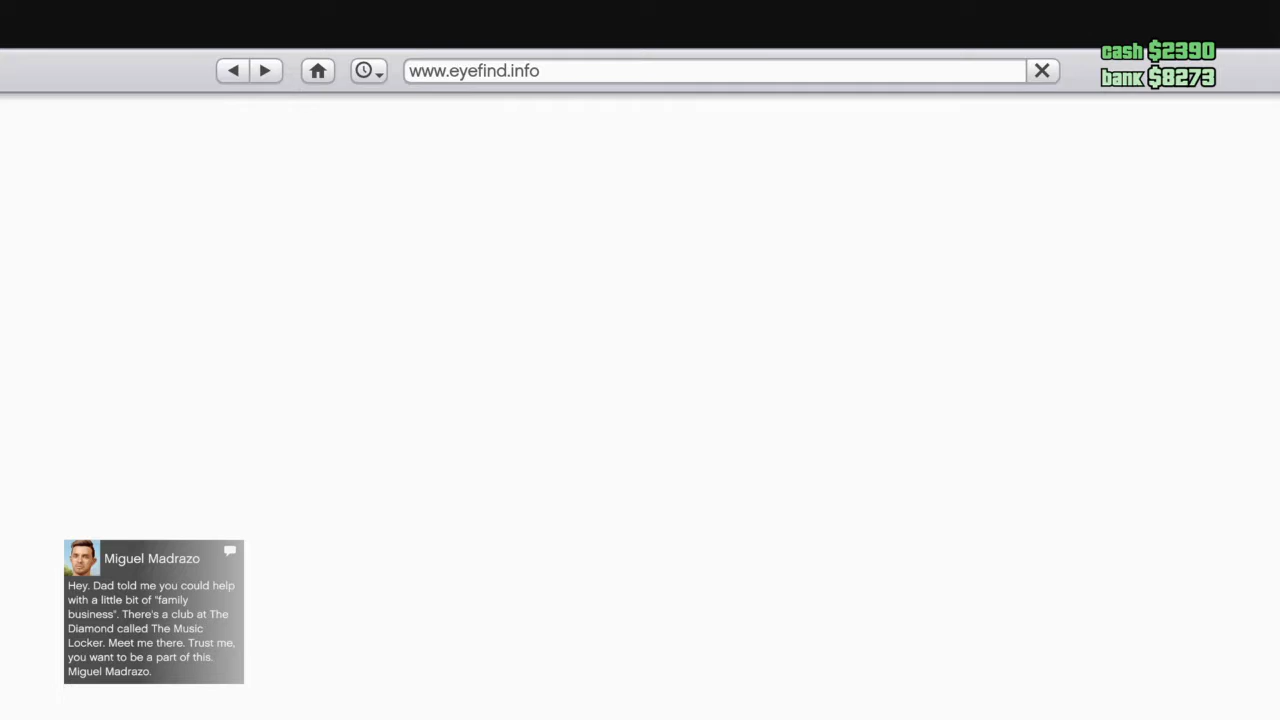 www.eyefind.info
cash $2390
bank $8273
Miguel Madrazo
Hey. Dad told me you could help
with a little bit of "family
business". There's a club at The
Diamond called The Music
Locker. Meet me there. Trust me,
you want to be a part of this.
Miguel Madrazo.